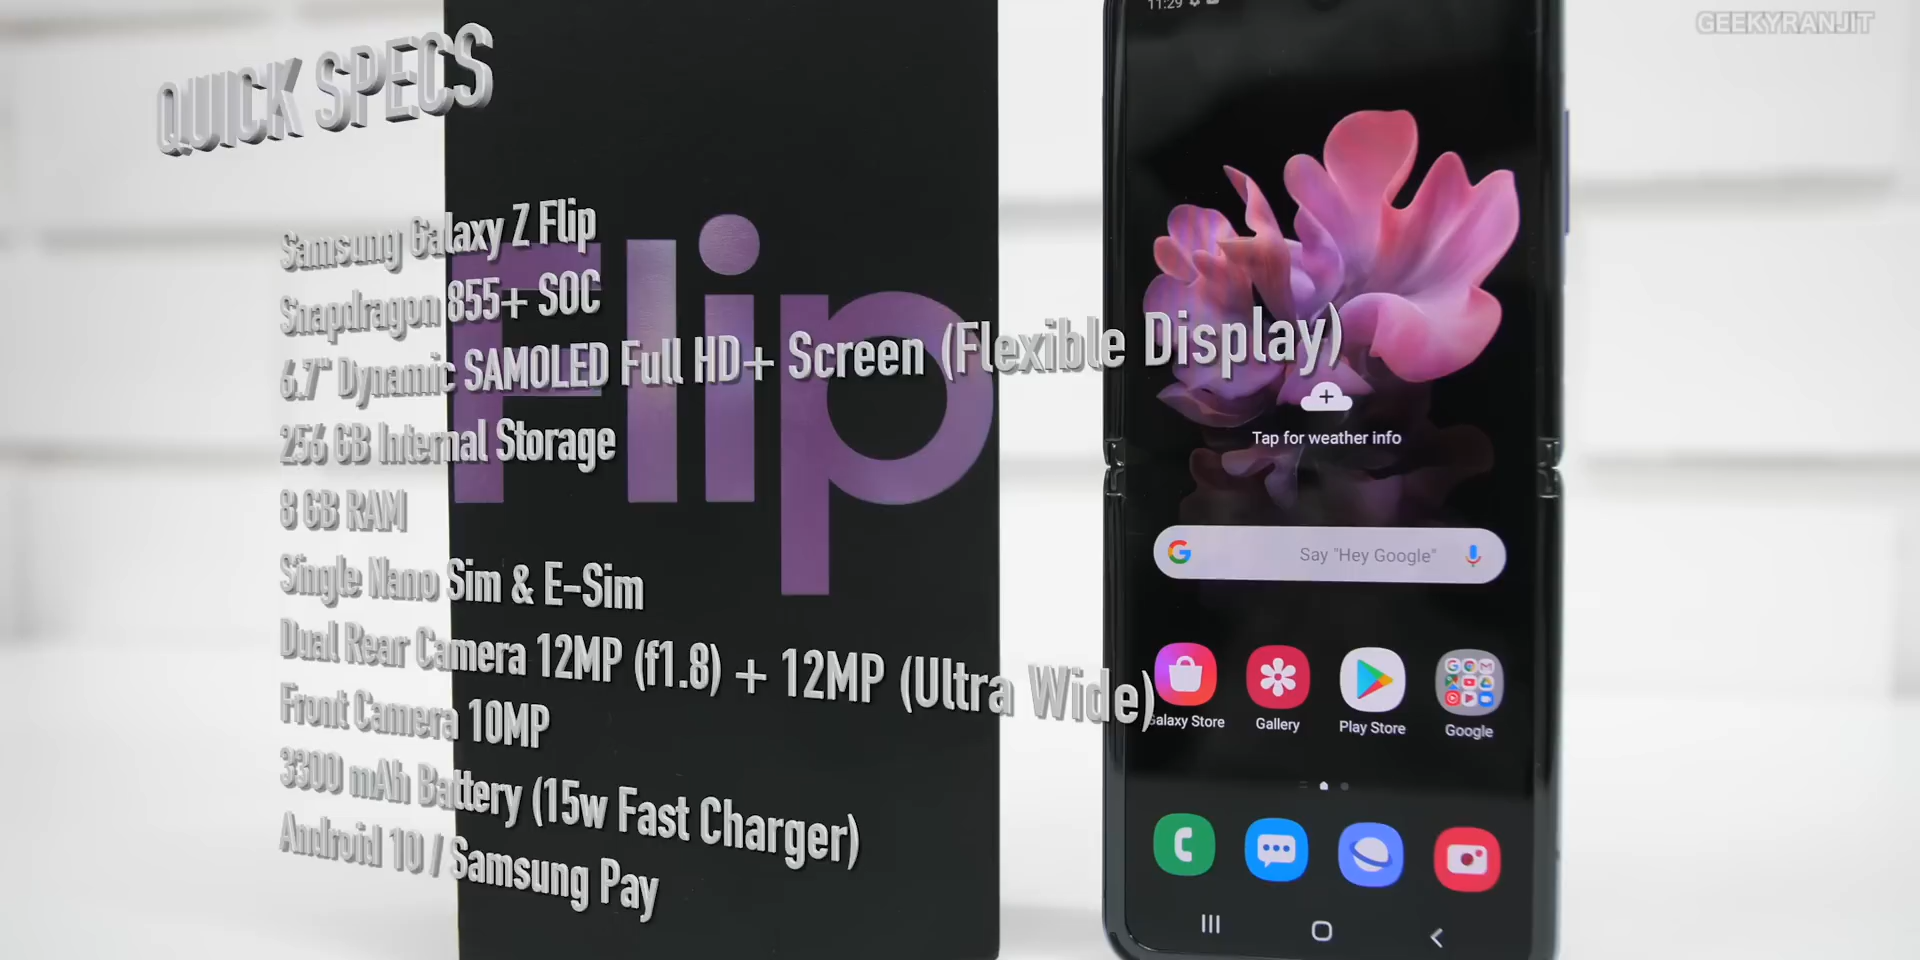 11:29
GEEKYRANJIT
QUICK SPECS
Samsung Galaxy Z Flip
Snapdragon 855+ SOC
6.7" Dynamic SAMOLED Full HD+ Screen (Flexible Display)
256 GB Internal Storage
8 GB RAM
Single Nano Sim & E-Sim
Dual Rear Camera 12MP (f1.8) + 12MP (Ultra Wide)
Front Camera 10MP
3300 mAh Battery (15w Fast Charger)
Android 10 / Samsung Pay
Flip
Tap for weather info
Say "Hey Google"
Galaxy Store
Gallery
Play Store
Google